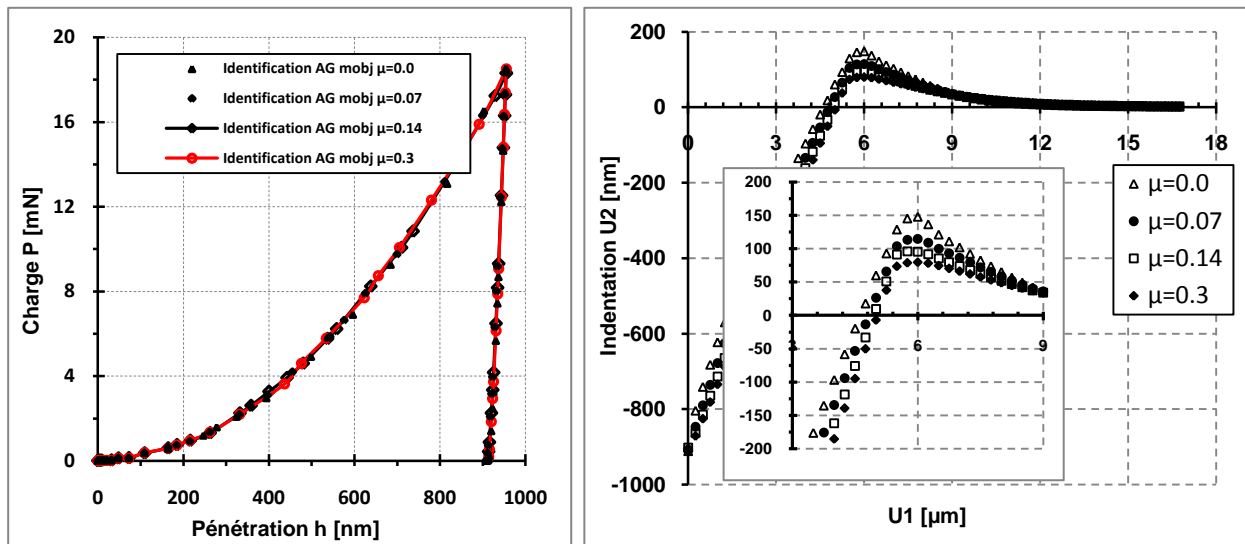 20
16
12
8
4
0
Charge P [mN]
Identification AG mobj μ=0.0
Identification AG mobj μ=0.07
Identification AG mobj μ=0.14
Identification AG mobj μ=0.3
0 200 400 600 800 1000
Pénétration h [nm]
200
0
-200
-400
-600
-800
-1000
Indentation U2 [nm]
0 3 6 9 12 15 18
U1 [µm]
200
150
100
50
0
-50
-100
-150
-200
6 9
μ=0.0
μ=0.07
μ=0.14
μ=0.3